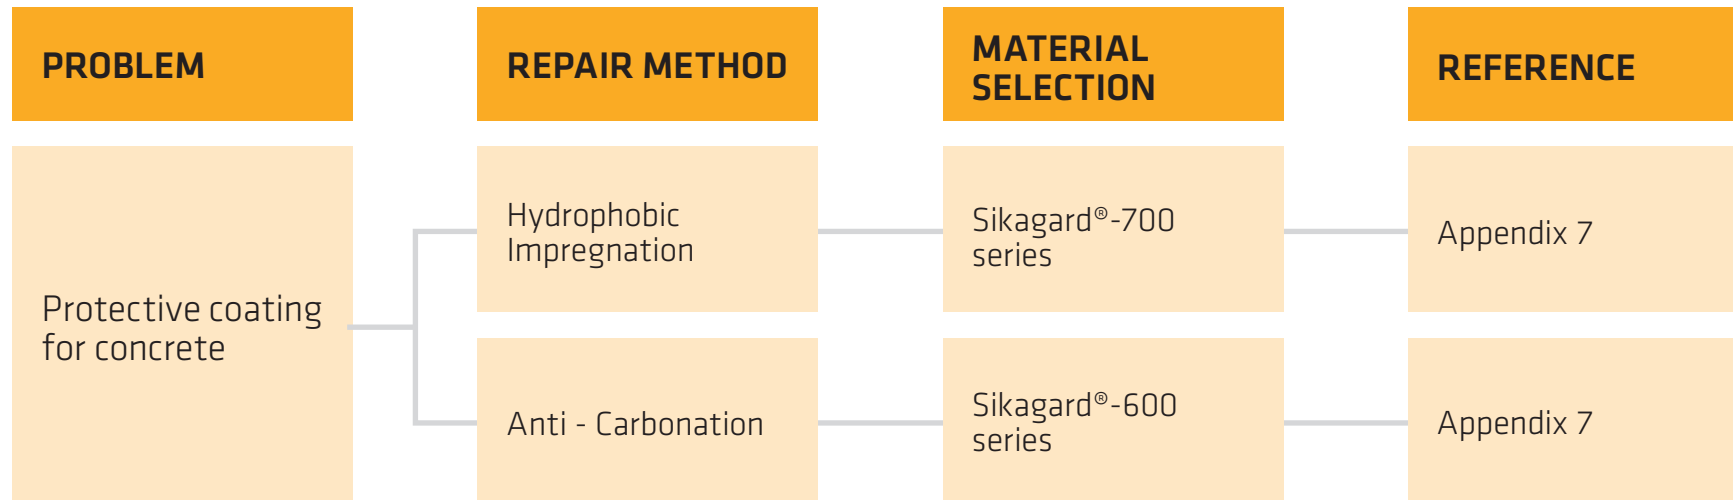 PROBLEM
REPAIR METHOD
MATERIAL
SELECTION
REFERENCE
Protective coating
for concrete
Hydrophobic
Impregnation
Sikagard®-700
series
Appendix 7
Anti - Carbonation
Sikagard®-600
series
Appendix 7